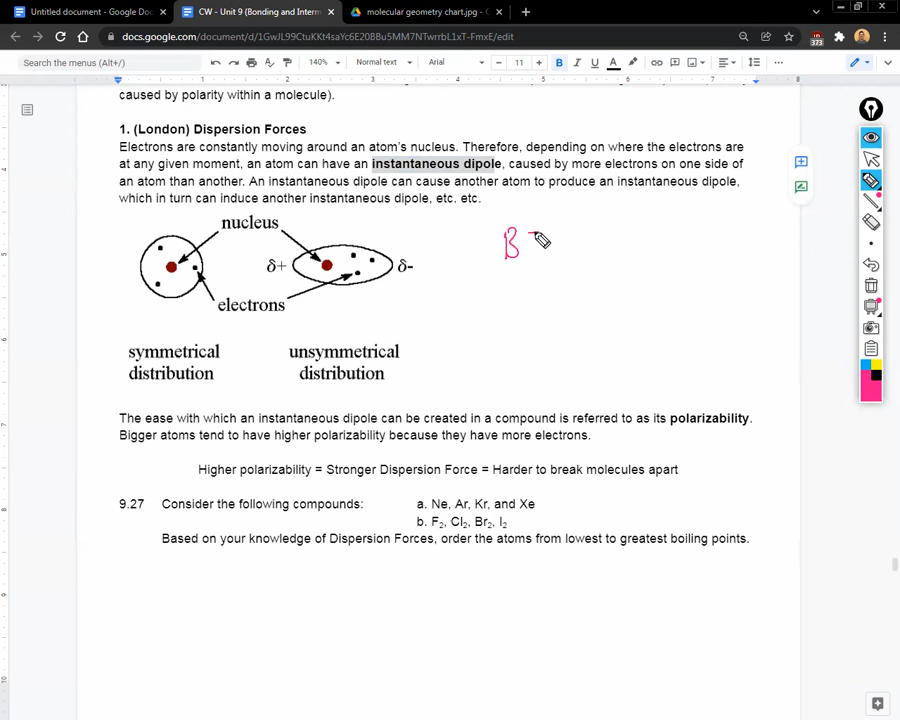 Untitled document - Google Doc
CW - Unit 9 (Bonding and Interm
molecular geometry chart.jpg - G
docs.google.com/document/d/1GwJL99CtuKKt4saYc6E20BBu5MM7NTwrrbL1xT-FmxE/edit
373
Search the menus (Alt+/)
140%
Normal text
Arial
11
B I U A
1 2 3 4 5 6 7 8
caused by polarity within a molecule).
1. (London) Dispersion Forces
Electrons are constantly moving around an atom's nucleus. Therefore, depending on where the electrons are
at any given moment, an atom can have an instantaneous dipole, caused by more electrons on one side of
an atom than another. An instantaneous dipole can cause another atom to produce an instantaneous dipole,
which in turn can induce another instantaneous dipole, etc. etc.
nucleus
B
δ+ δ-
electrons
symmetrical unsymmetrical
distribution distribution
The ease with which an instantaneous dipole can be created in a compound is referred to as its polarizability.
Bigger atoms tend to have higher polarizability because they have more electrons.
Higher polarizability = Stronger Dispersion Force = Harder to break molecules apart
9.27 Consider the following compounds: a. Ne, Ar, Kr, and Xe
b. F₂, Cl₂, Br₂, I₂
Based on your knowledge of Dispersion Forces, order the atoms from lowest to greatest boiling points.